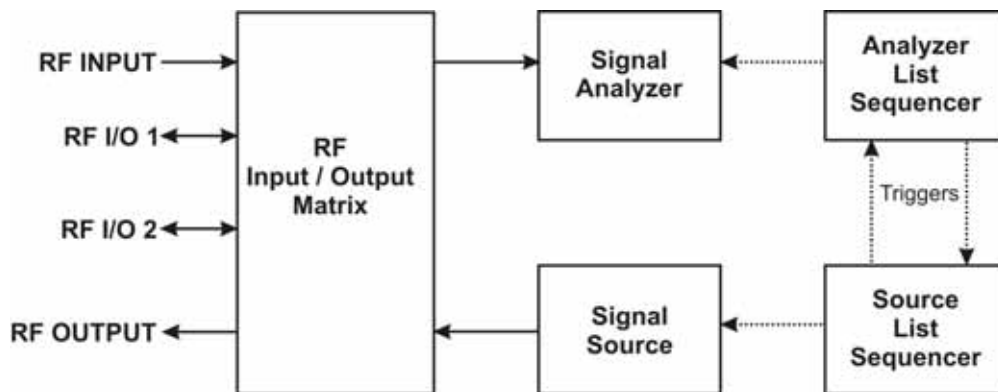 RF INPUT
RF I/O 1
RF I/O 2
RF OUTPUT
RF
Input / Output
Matrix
Signal
Analyzer
Analyzer
List
Sequencer
Triggers
Signal
Source
Source
List
Sequencer